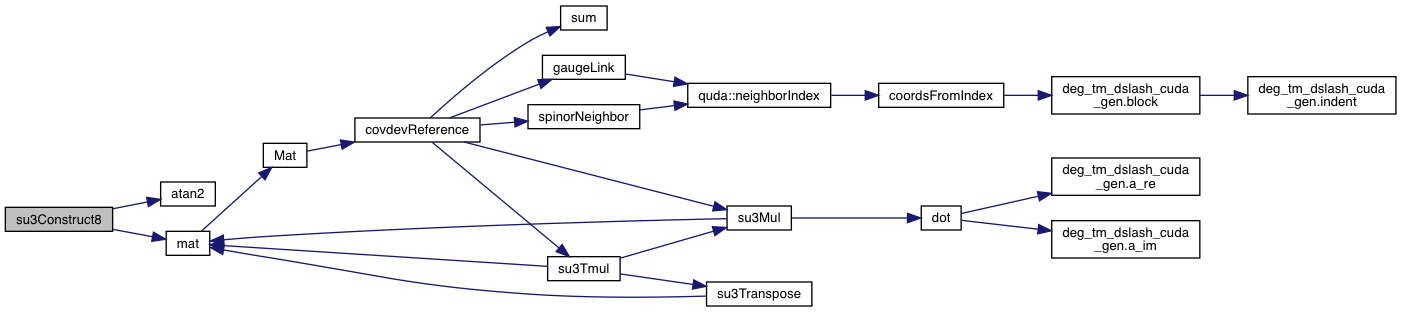 sum
gaugeLink
quda::neighborIndex
coordsFromIndex
deg_tm_dslash_cuda
_gen.block
deg_tm_dslash_cuda
_gen.indent
spinorNeighbor
covdevReference
Mat
deg_tm_dslash_cuda
_gen.a_re
atan2
su3Construct8
su3Mul
dot
mat
deg_tm_dslash_cuda
_gen.a_im
su3Tmul
su3Transpose